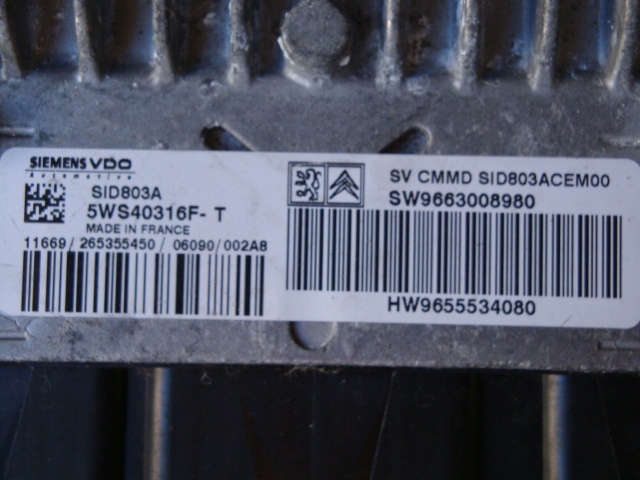 SIEMENS VDO
Automotive
SID803A
5WS40316F- T
MADE IN FRANCE
11669 / 265355450 / 06090 / 002A8
SV CMMD SID803ACEM00
SW9663008980
HW9655534080